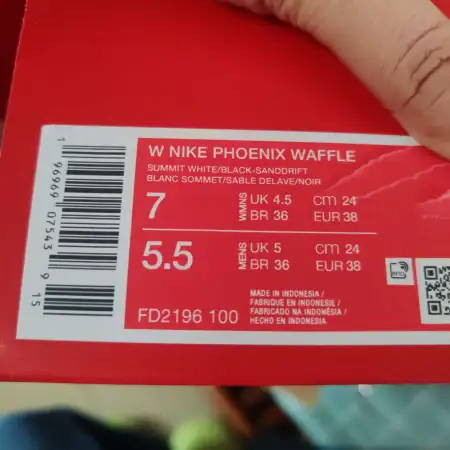 W NIKE PHOENIX WAFFLE
SUMMIT WHITE/BLACK-SANDDRIFT
BLANC SOMMET/SABLE DELAVE/NOIR
7 WMNS UK 4.5 cm 24
BR 36 EUR 38
5.5 MENS UK 5 cm 24
BR 36 EUR 38
MADE IN INDONESIA /
FABRIQUE EN INDONESIE /
FABRICADO NA INDONÉSIA /
HECHO EN INDONESIA
FD2196 100
1 96969 07543 9 15